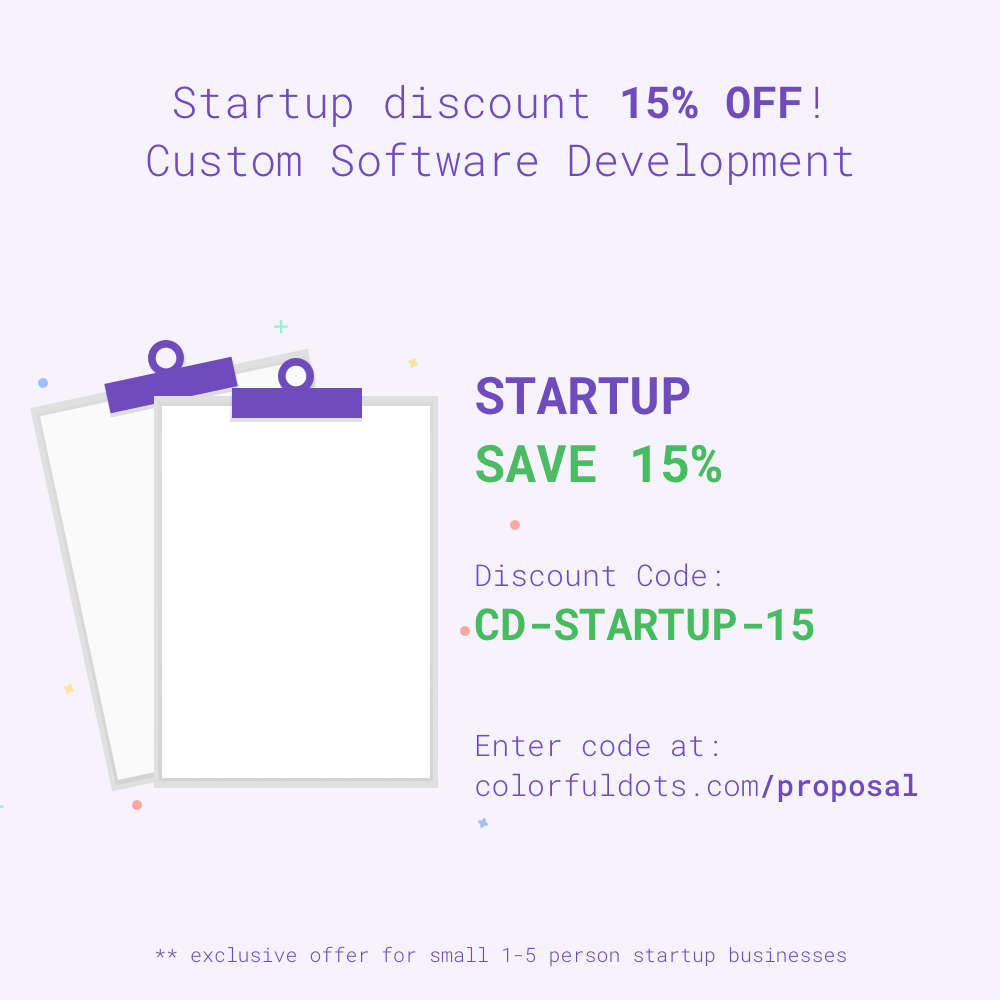 Startup discount 15% OFF!
Custom Software Development
STARTUP
SAVE 15%
Discount Code:
CD-STARTUP-15
Enter code at:
colorfuldots.com/proposal
** exclusive offer for small 1-5 person startup businesses